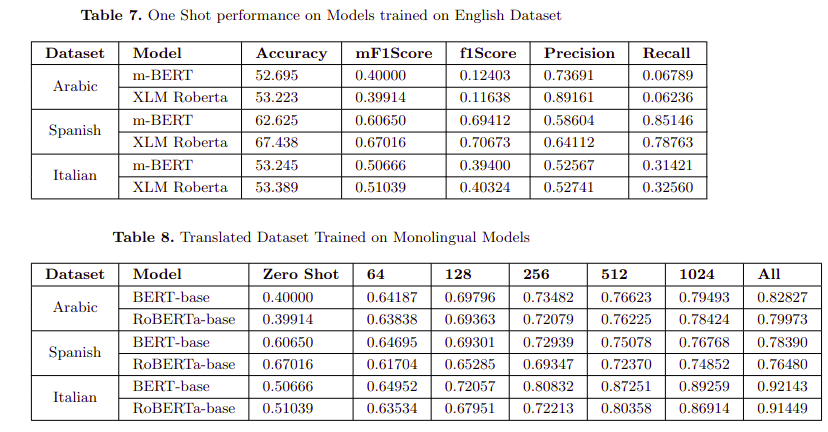 Table 7. One Shot performance on Models trained on English Dataset
Dataset Model Accuracy mF1Score f1Score Precision Recall
Arabic m-BERT 52.695 0.40000 0.12403 0.73691 0.06789
XLM Roberta 53.223 0.39914 0.11638 0.89161 0.06236
Spanish m-BERT 62.625 0.60650 0.69412 0.58604 0.85146
XLM Roberta 67.438 0.67016 0.70673 0.64112 0.78763
Italian m-BERT 53.245 0.50666 0.39400 0.52567 0.31421
XLM Roberta 53.389 0.51039 0.40324 0.52741 0.32560
Table 8. Translated Dataset Trained on Monolingual Models
Dataset Model Zero Shot 64 128 256 512 1024 All
Arabic BERT-base 0.40000 0.64187 0.69796 0.73482 0.76623 0.79493 0.82827
RoBERTa-base 0.39914 0.63838 0.69363 0.72079 0.76225 0.78424 0.79973
Spanish BERT-base 0.60650 0.64695 0.69301 0.72939 0.75078 0.76768 0.78390
RoBERTa-base 0.67016 0.61704 0.65285 0.69347 0.72370 0.74852 0.76480
Italian BERT-base 0.50666 0.64952 0.72057 0.80832 0.87251 0.89259 0.92143
RoBERTa-base 0.51039 0.63534 0.67951 0.72213 0.80358 0.86914 0.91449